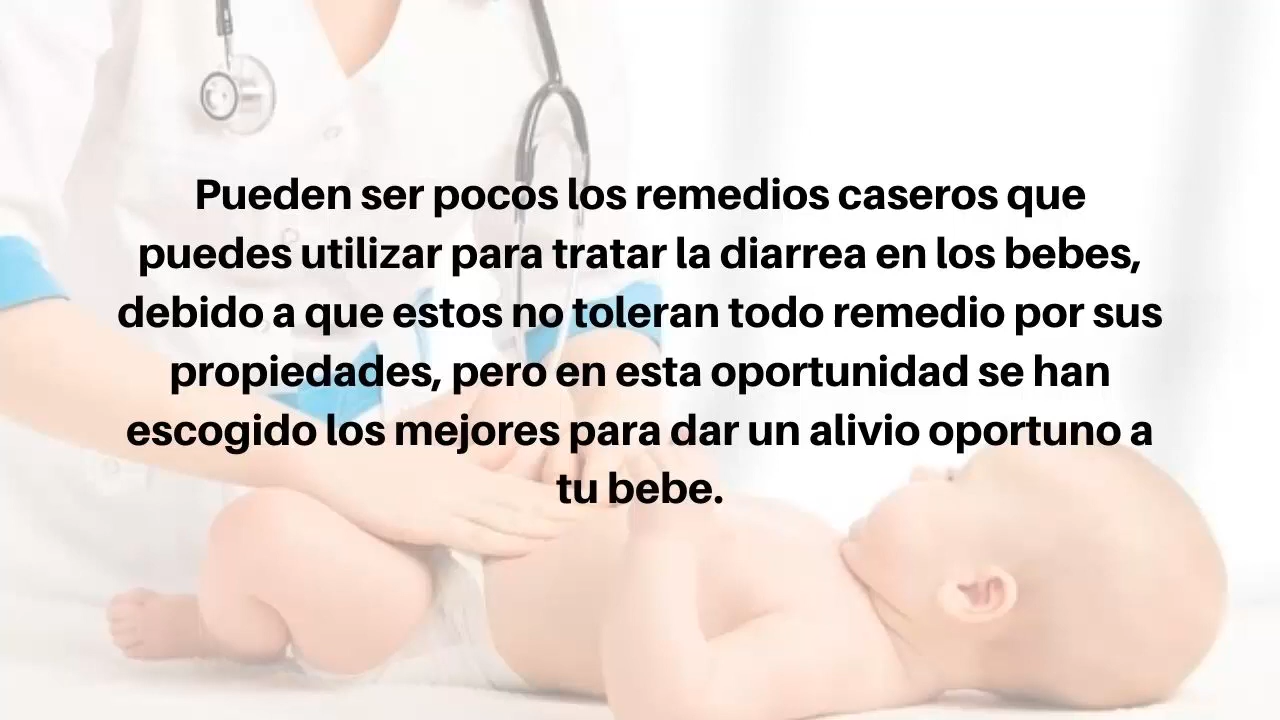 Pueden ser pocos los remedios caseros que
puedes utilizar para tratar la diarrea en los bebes,
debido a que estos no toleran todo remedio por sus
propiedades, pero en esta oportunidad se han
escogido los mejores para dar un alivio oportuno a
tu bebe.